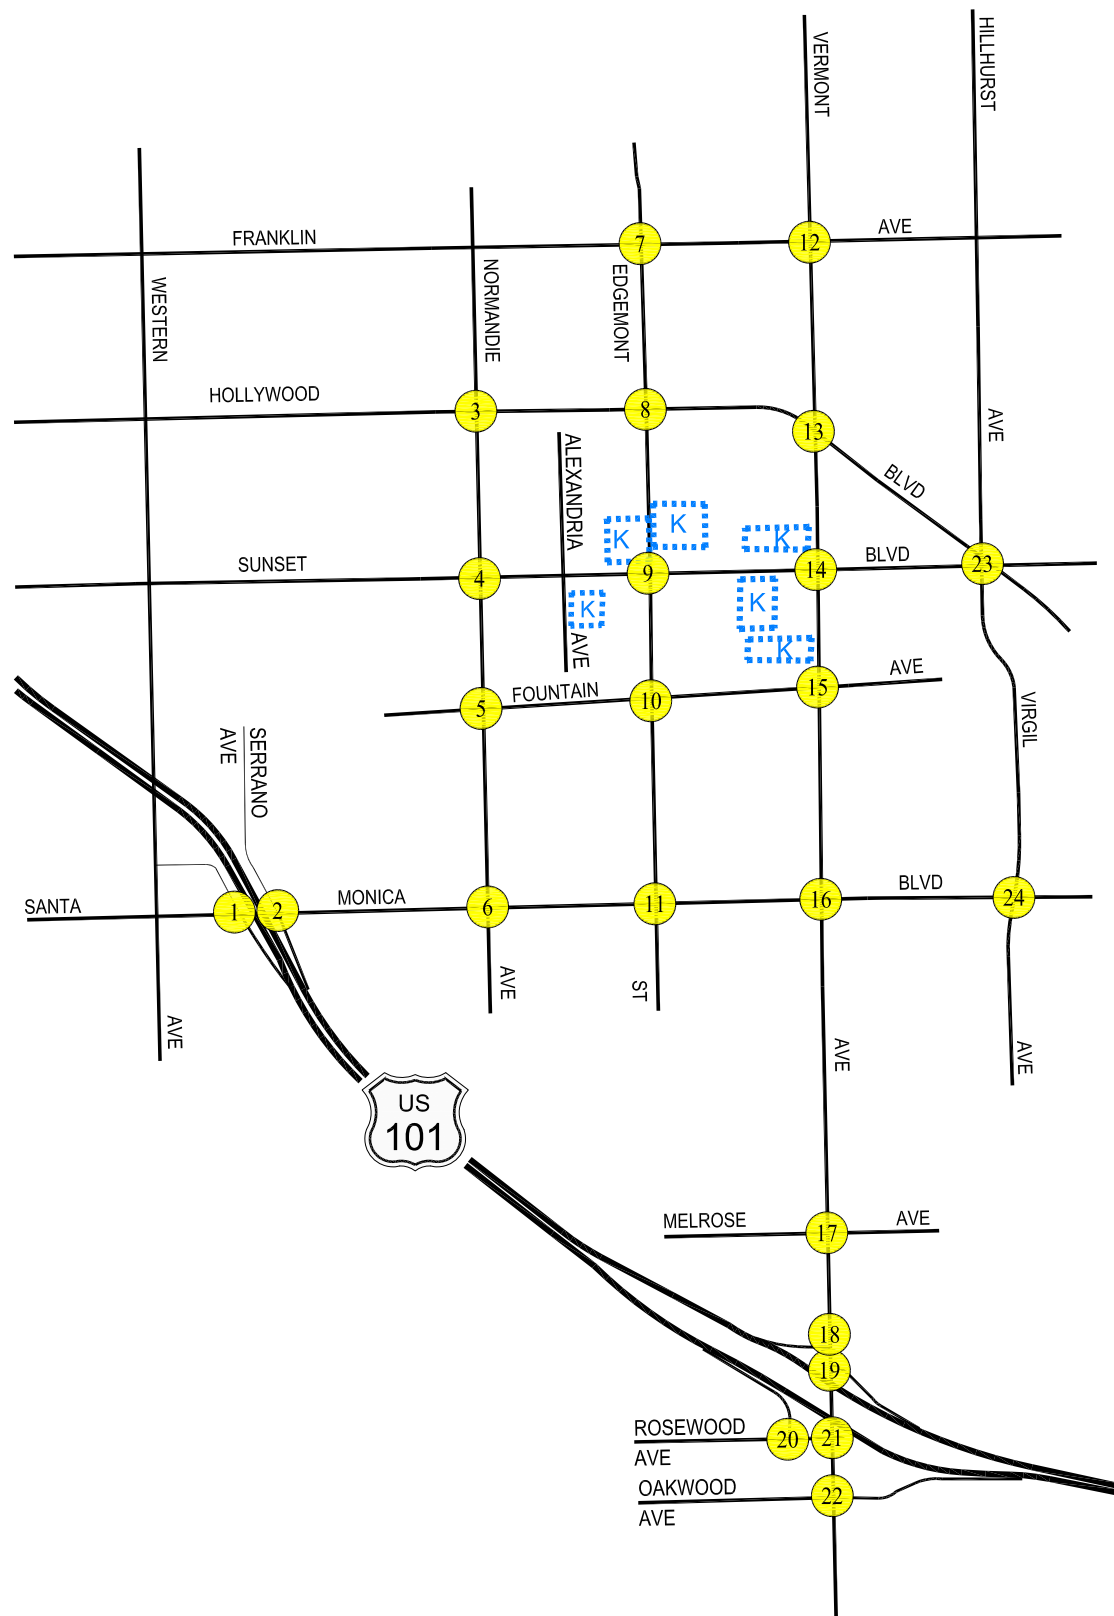 HILLHURST
VERMONT
FRANKLIN
AVE
7
12
WESTERN
NORMANDIE
EDGEMONT
HOLLYWOOD
3
8
13
AVE
ALEXANDRIA
BLVD
K
K
K
SUNSET
4
9
14
BLVD
23
K
K
AVE
K
FOUNTAIN
AVE
5
10
15
VIRGIL
SERRANO
AVE
SANTA
1
2
MONICA
6
11
16
BLVD
24
AVE
ST
AVE
AVE
AVE
US
101
MELROSE
17
AVE
18
19
ROSEWOOD
AVE
20
21
OAKWOOD
AVE
22